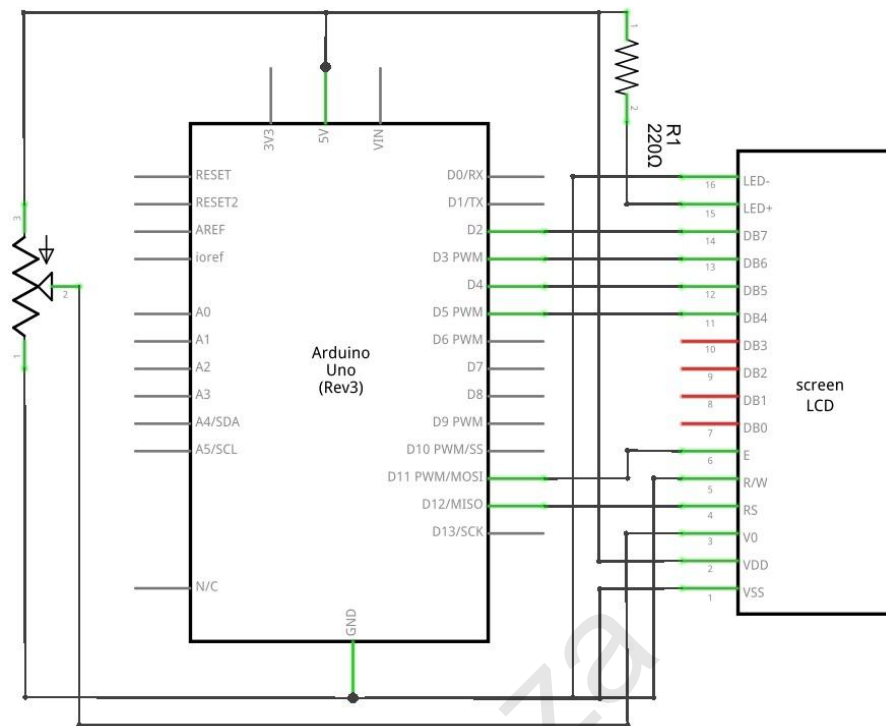 1
2
R1
220Ω
3V3
5V
VIN
RESET
RESET2
AREF
ioref
A0
A1
A2
A3
A4/SDA
A5/SCL
N/C
GND
Arduino
Uno
(Rev3)
D0/RX
D1/TX
D2
D3 PWM
D4
D5 PWM
D6 PWM
D7
D8
D9 PWM
D10 PWM/SS
D11 PWM/MOSI
D12/MISO
D13/SCK
3
2
1
16 LED-
15 LED+
14 DB7
13 DB6
12 DB5
11 DB4
10 DB3
9 DB2
8 DB1
7 DB0
6 E
5 R/W
4 RS
3 V0
2 VDD
1 VSS
screen
LCD
za